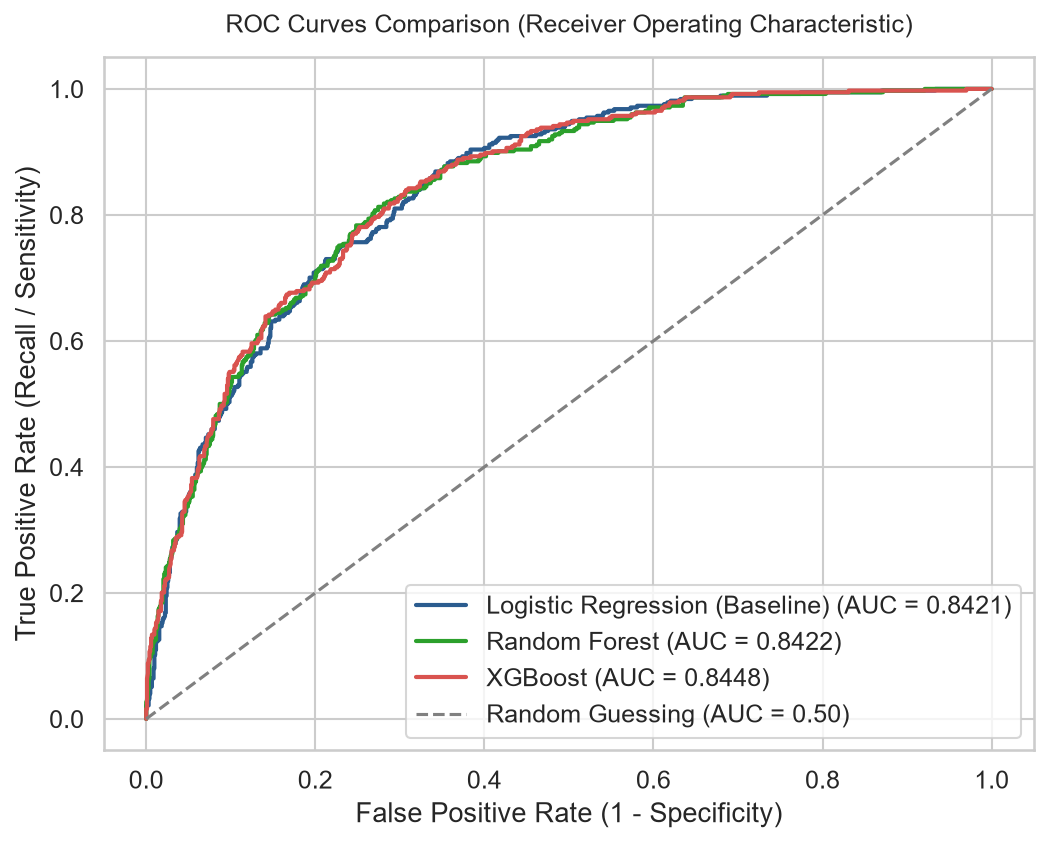 ROC Curves Comparison (Receiver Operating Characteristic)
True Positive Rate (Recall / Sensitivity)
1.0
0.8
0.6
0.4
0.2
0.0
Logistic Regression (Baseline) (AUC = 0.8421)
Random Forest (AUC = 0.8422)
XGBoost (AUC = 0.8448)
Random Guessing (AUC = 0.50)
0.0 0.2 0.4 0.6 0.8 1.0
False Positive Rate (1 - Specificity)